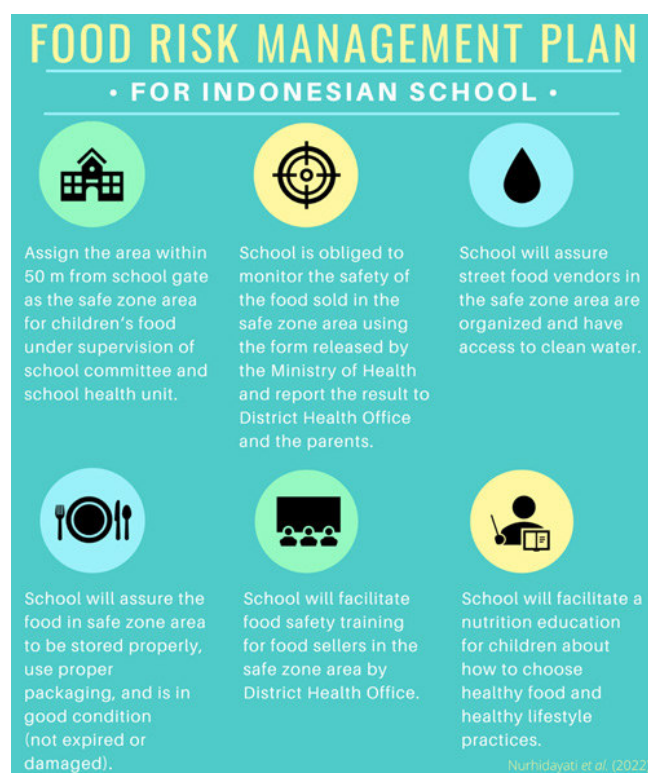 FOOD RISK MANAGEMENT PLAN
• FOR INDONESIAN SCHOOL •
Assign the area within
50 m from school gate
as the safe zone area
for children's food
under supervision of
school committee and
school health unit.
School is obliged to
monitor the safety of
the food sold in the
safe zone area using
the form released by
the Ministry of Health
and report the result to
District Health Office
and the parents.
School will assure
street food vendors in
the safe zone area are
organized and have
access to clean water.
School will assure the
food in safe zone area
to be stored properly,
use proper
packaging, and is in
good condition
(not expired or
damaged).
School will facilitate
food safety training
for food sellers in the
safe zone area by
District Health Office.
School will facilitate a
nutrition education
for children about
how to choose
healthy food and
healthy lifestyle
practices.
Nurhidayati et al. (2022)